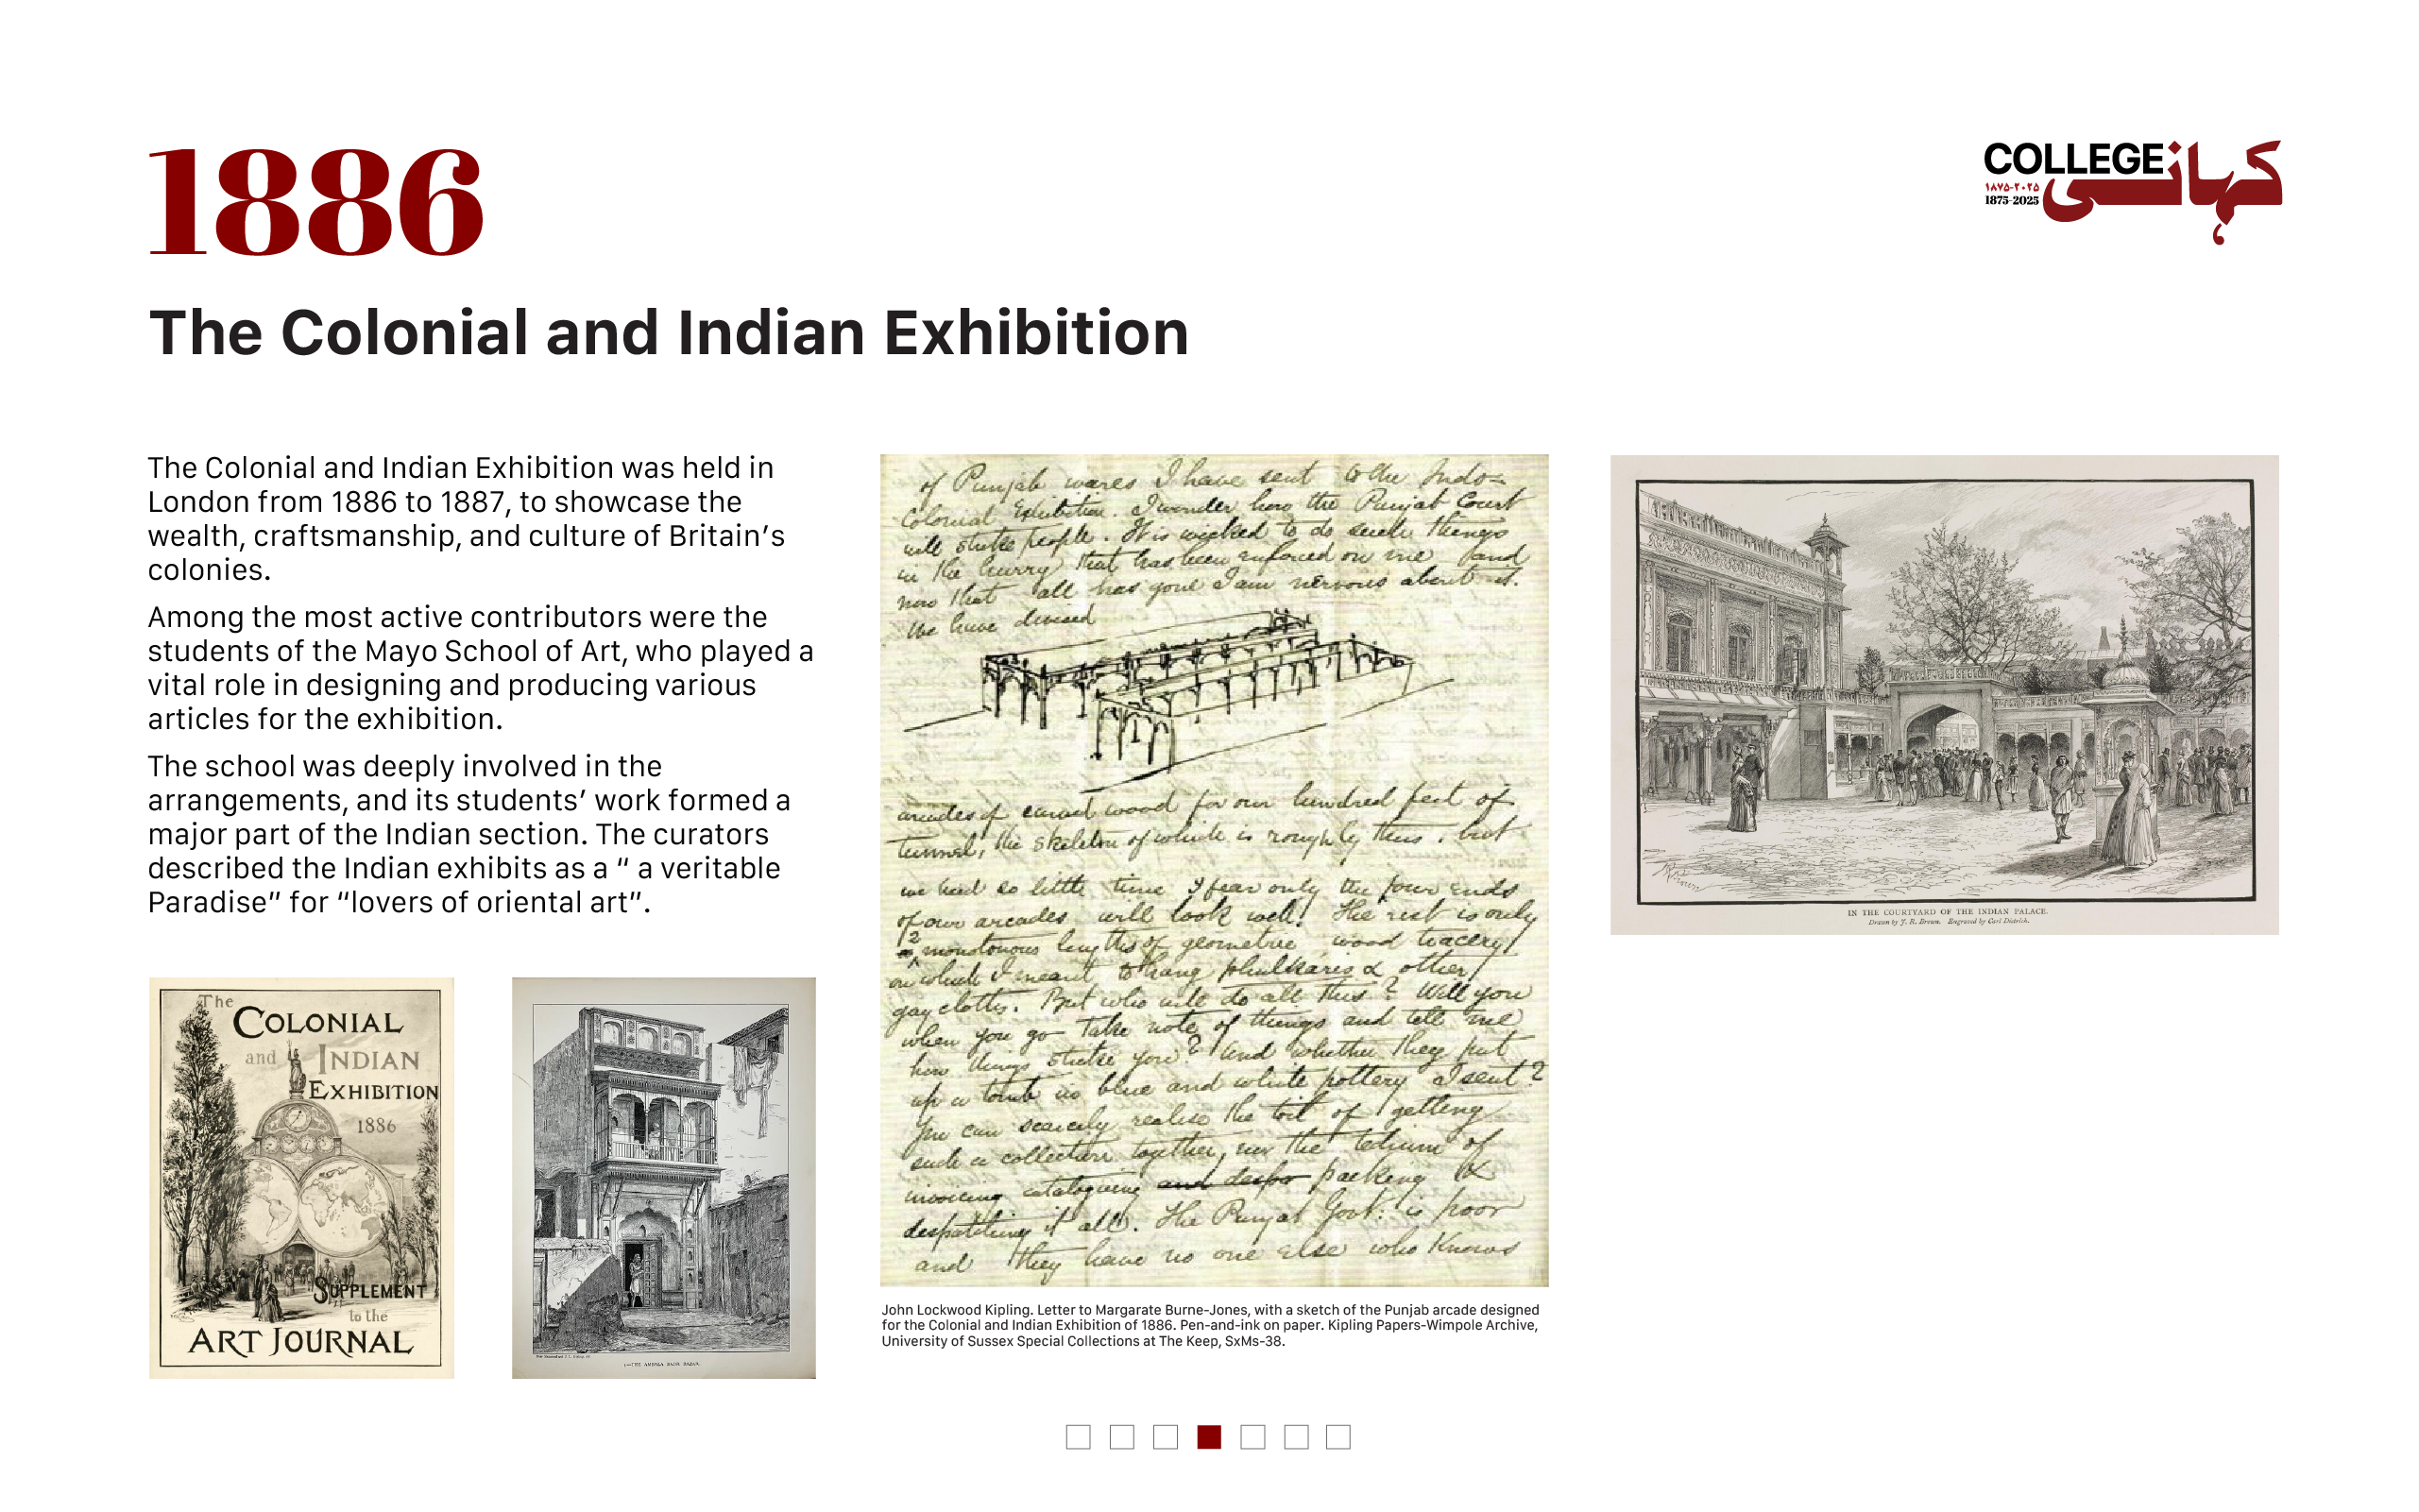 1886
COLLEGE کہانی
۱۸۷۵-۲۰۲۵
1875-2025
The Colonial and Indian Exhibition
The Colonial and Indian Exhibition was held in
London from 1886 to 1887, to showcase the
wealth, craftsmanship, and culture of Britain’s
colonies.
Among the most active contributors were the
students of the Mayo School of Art, who played a
vital role in designing and producing various
articles for the exhibition.
The school was deeply involved in the
arrangements, and its students’ work formed a
major part of the Indian section. The curators
described the Indian exhibits as a “ a veritable
Paradise” for “lovers of oriental art”.
The
COLONIAL
and INDIAN
EXHIBITION
1886
SUPPLEMENT
to the
ART JOURNAL
of Punjab wares I have sent to the Indo=
Colonial Exhibition. I wonder how the Punjab Court
will strike people. It is wicked to do such things
in the hurry that has been enforced on me and
now that all has gone I am nervous about it.
We have devised
arcades of carved wood for our hundred feet of
tunnel, the skeleton of which is roughly thus, but
we had so little time I fear only the four ends
of our arcades will look well! The rest is only
monotonous lengths of geometric wood tracery
on which I meant to hang phulkaris & other
gay cloths. But who will do all this? Will you
when you go take note of things and tell me
how things strike you? And whether they put
up a tomb in blue and white pottery I sent?
You can scarcely realise the toil of getting
such a collection together, nor the tedium of
invoicing cataloguing and despa packing &
despatching it all. The Punjab Govt: is poor
and they have no one else who knows
John Lockwood Kipling. Letter to Margarate Burne-Jones, with a sketch of the Punjab arcade designed
for the Colonial and Indian Exhibition of 1886. Pen-and-ink on paper. Kipling Papers-Wimpole Archive,
University of Sussex Special Collections at The Keep, SxMs-38.
IN THE COURTYARD OF THE INDIAN PALACE.
Drawn by J. R. Brown. Engraved by Carl Dietrich.